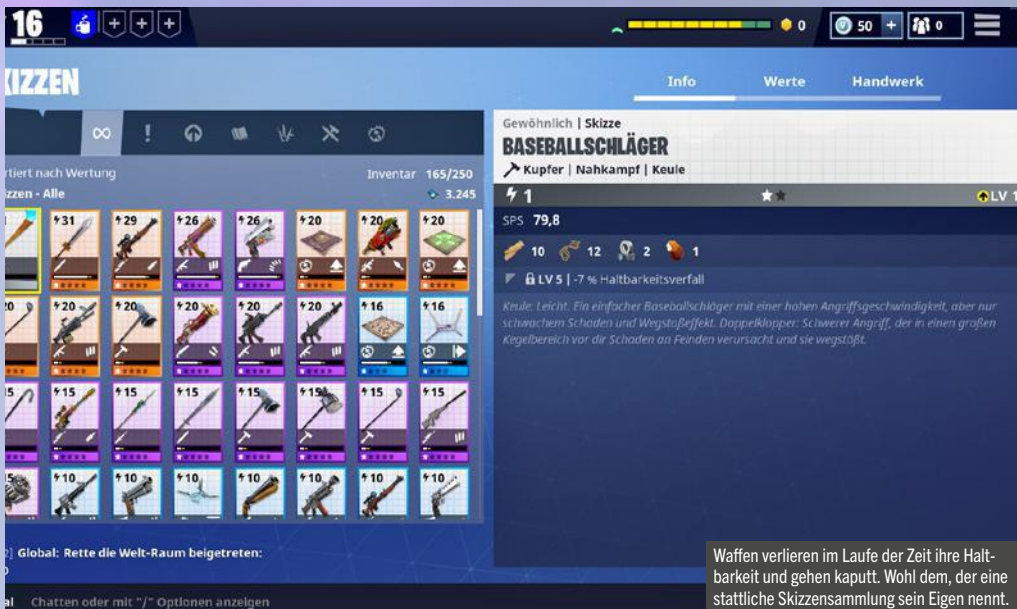 16
0
50 +
0
KIZZEN
Info Werte Handwerk
rtiert nach Wertung
Inventar 165/250
zzen - Alle
3.245
31 29 26 26 20 20 20
20 20 20 20 20 16 16
15 15 15 15 15 15 15 15
10 10 10 10 10 10 10
Gewöhnlich | Skizze
BASEBALLSCHLÄGER
Kupfer | Nahkampf | Keule
1
LV 1
SPS 79,8
10 12 2 1
LV 5 | -7 % Haltbarkeitsverfall
Keule. Leicht. Ein einfacher Baseballschläger mit einer hohen Angriffsgeschwindigkeit, aber nur
schwachem Schaden und Wegstoßeffekt. Doppelklopper: Schwerer Angriff, der in einen großen
Kegelbereich vor dir Schaden an Feinden verursacht und sie wegstößt.
Global: Rette die Welt-Raum beigetreten:
Chatten oder mit "/" Optionen anzeigen
Waffen verlieren im Laufe der Zeit ihre Halt-
barkeit und gehen kaputt. Wohl dem, der eine
stattliche Skizzensammlung sein Eigen nennt.